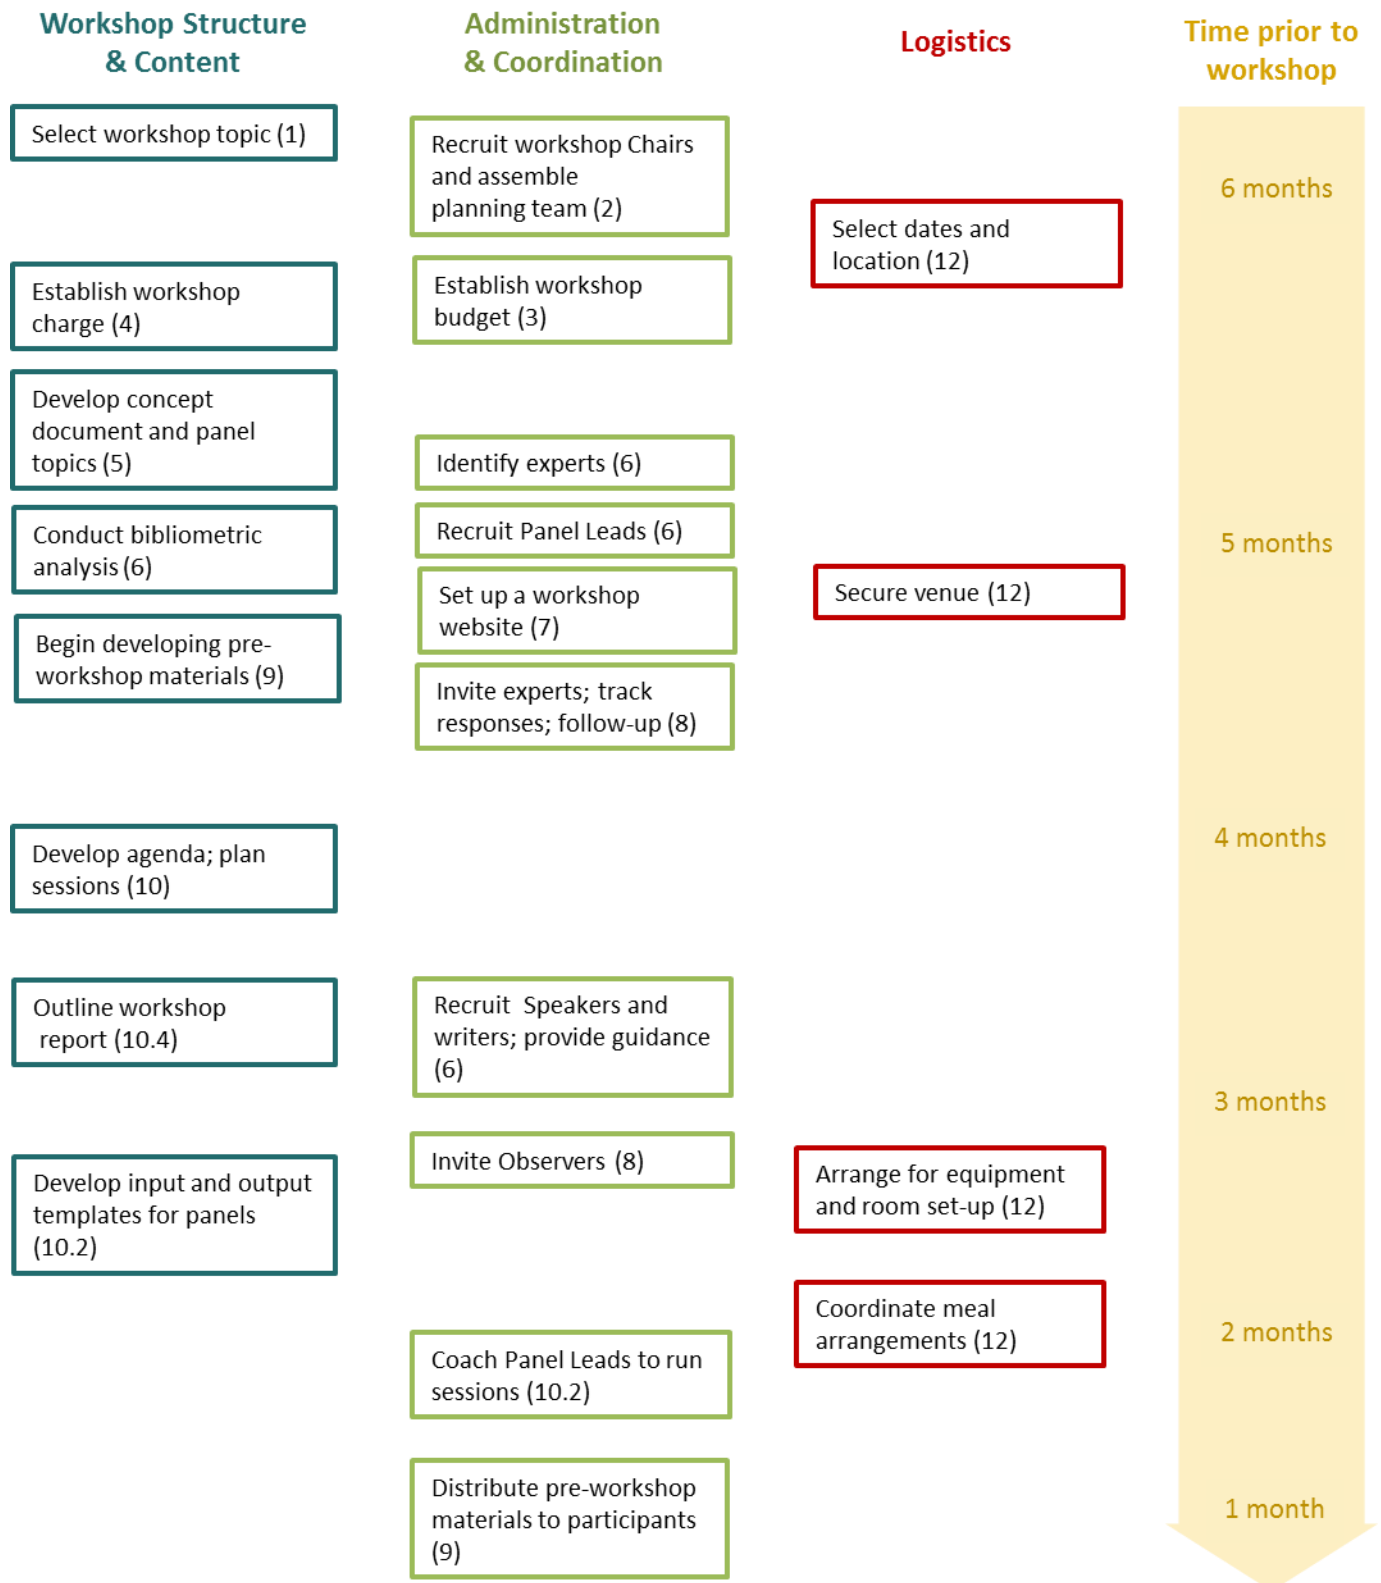 Workshop Structure
& Content
Select workshop topic (1)
Establish workshop
charge (4)
Develop concept
document and panel
topics (5)
Conduct bibliometric
analysis (6)
Begin developing pre-
workshop materials (9)
Develop agenda; plan
sessions (10)
Outline workshop
report (10.4)
Develop input and output
templates for panels
(10.2)
Administration
& Coordination
Recruit workshop Chairs
and assemble
planning team (2)
Establish workshop
budget (3)
Identify experts (6)
Recruit Panel Leads (6)
Set up a workshop
website (7)
Invite experts; track
responses; follow-up (8)
Recruit  Speakers and
writers; provide guidance
(6)
Invite Observers (8)
Coach Panel Leads to run
sessions (10.2)
Distribute pre-workshop
materials to participants
(9)
Logistics
Select dates and
location (12)
Secure venue (12)
Arrange for equipment
and room set-up (12)
Coordinate meal
arrangements (12)
Time prior to
workshop
6 months
5 months
4 months
3 months
2 months
1 month